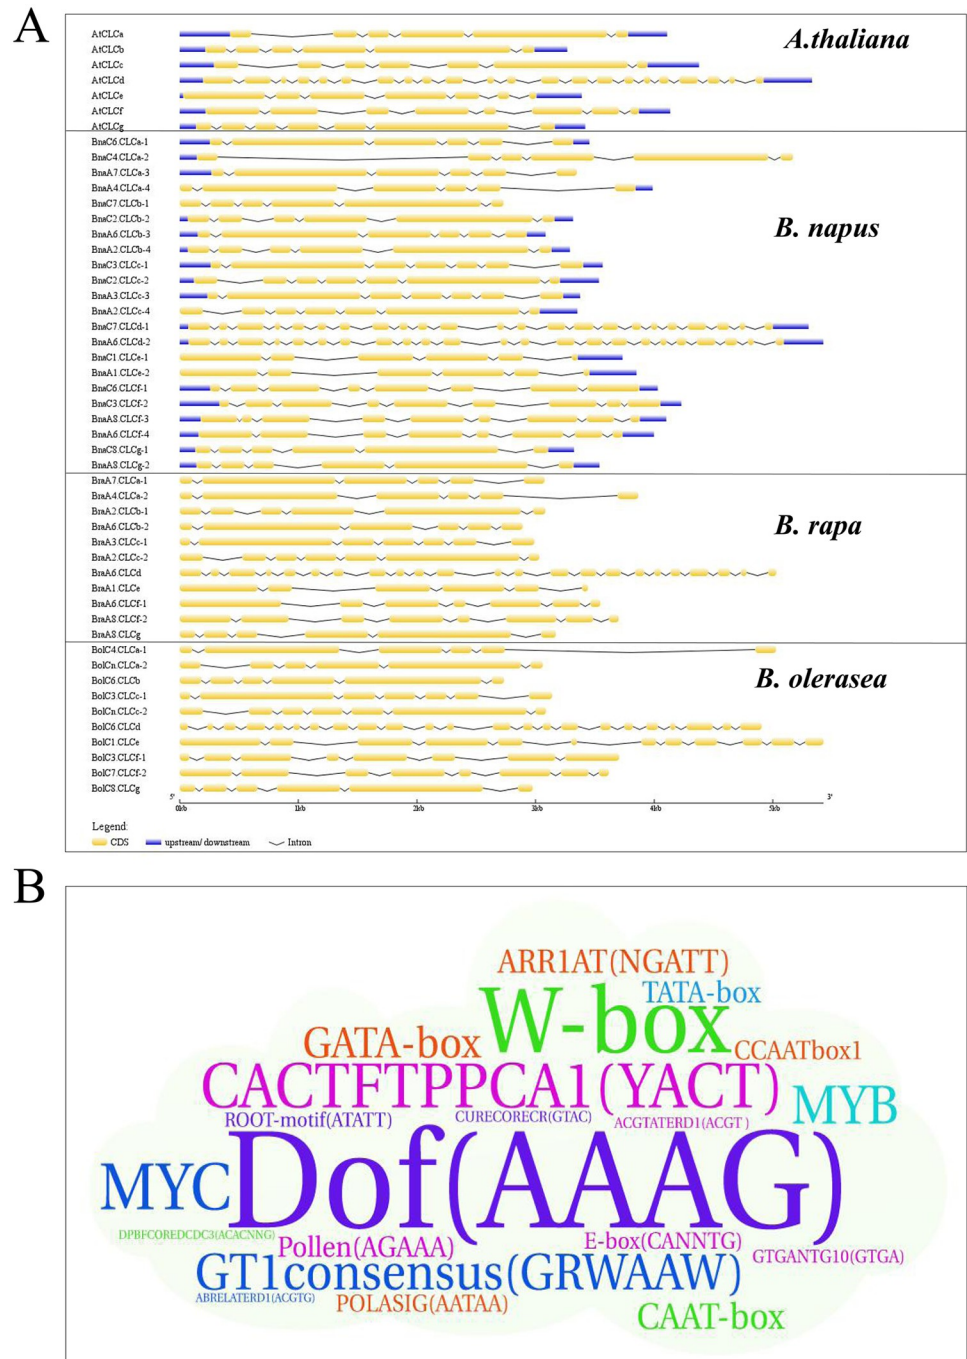 A
AtCLCa
A.thaliana
AtCLCb
AtCLCc
AtCLCd
AtCLCe
AtCLCf
AtCLCg
BnaC6.CLCa-1
BnaC4.CLCa-2
BnaA7.CLCa-3
BnaA4.CLCa-4
BnaC7.CLCb-1
BnaC2.CLCb-2
B. napus
BnaA6.CLCb-3
BnaA2.CLCb-4
BnaC3.CLCc-1
BnaC2.CLCc-2
BnaA3.CLCc-3
BnaA2.CLCc-4
BnaC7.CLCd-1
BnaA6.CLCd-2
BnaC1.CLCe-1
BnaA1.CLCe-2
BnaC6.CLCf-1
BnaC3.CLCf-2
BnaA8.CLCf-3
BnaA6.CLCf-4
BnaC8.CLCg-1
BnaA8.CLCg-2
BraA7.CLCa-1
BraA4.CLCa-2
BraA2.CLCb-1
BraA6.CLCb-2
B. rapa
BraA3.CLCc-1
BraA2.CLCc-2
BraA6.CLCd
BraA1.CLCe
BraA6.CLCf-1
BraA8.CLCf-2
BraA8.CLCg
BolC4.CLCa-1
BolCn.CLCa-2
BolC6.CLCb
B. olerasea
BolC3.CLCc-1
BolCn.CLCc-2
BolC6.CLCd
BolC1.CLCe
BolC3.CLCf-1
BolC7.CLCf-2
BolC8.CLCg
5' 3'
0kb 1kb 2kb 3kb 4kb 5kb
Legend:
CDS upstream/ downstream Intron
B
ARR1AT(NGATT)
TATA-box
W-box
GATA-box
CCAATbox1
CACTFTPPCA1(YACT)
MYB
ROOT-motif(ATATT) CURECORECR(GTAC) ACGTATERD1(ACGT )
Dof(AAAG)
MYC
DPBFCOREDCDC3(ACACNNG)
Pollen(AGAAA) E-box(CANNTG)
GTGANTG10(GTGA)
GT1consensus(GRWAAW)
ABRELATERD1(ACGTG) POLASIG(AATAA)
CAAT-box